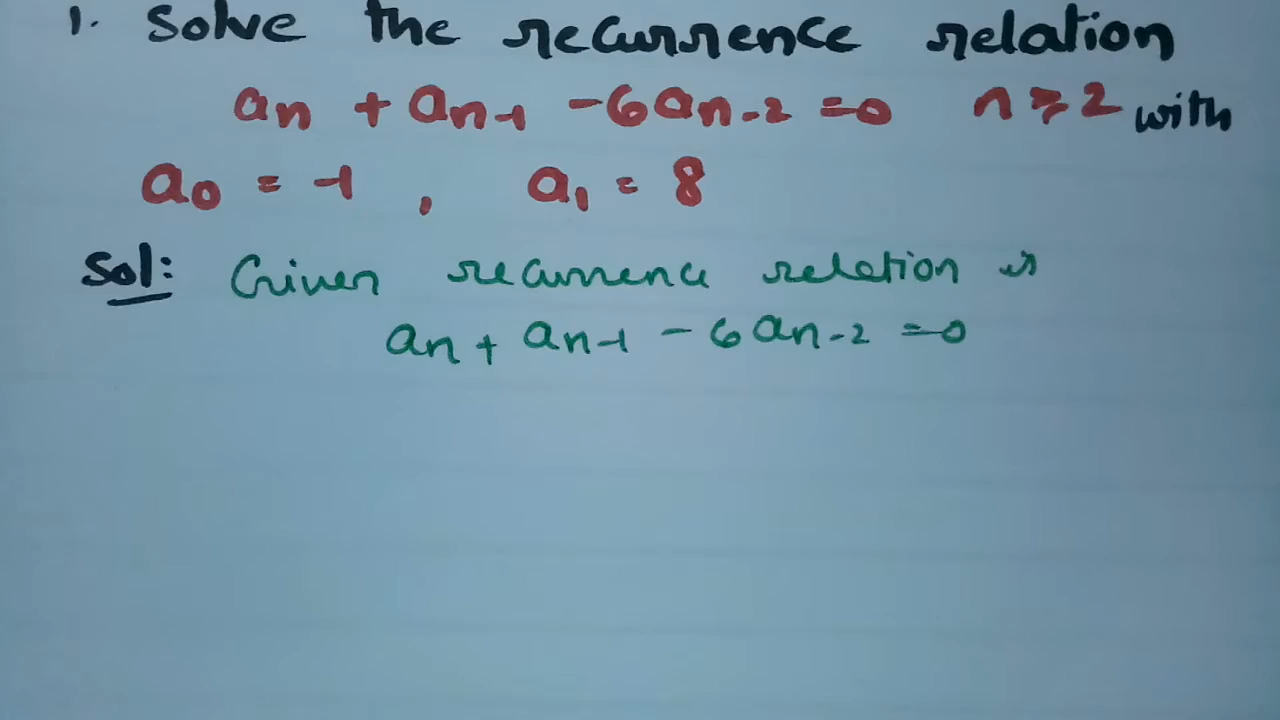 1. Solve the recurrence relation
an + an-1 -6an-2 =0 n≥2 with
a0 = -1 , a1 = 8
Sol: Given recurrence relation is
an + an-1 - 6an-2 =0